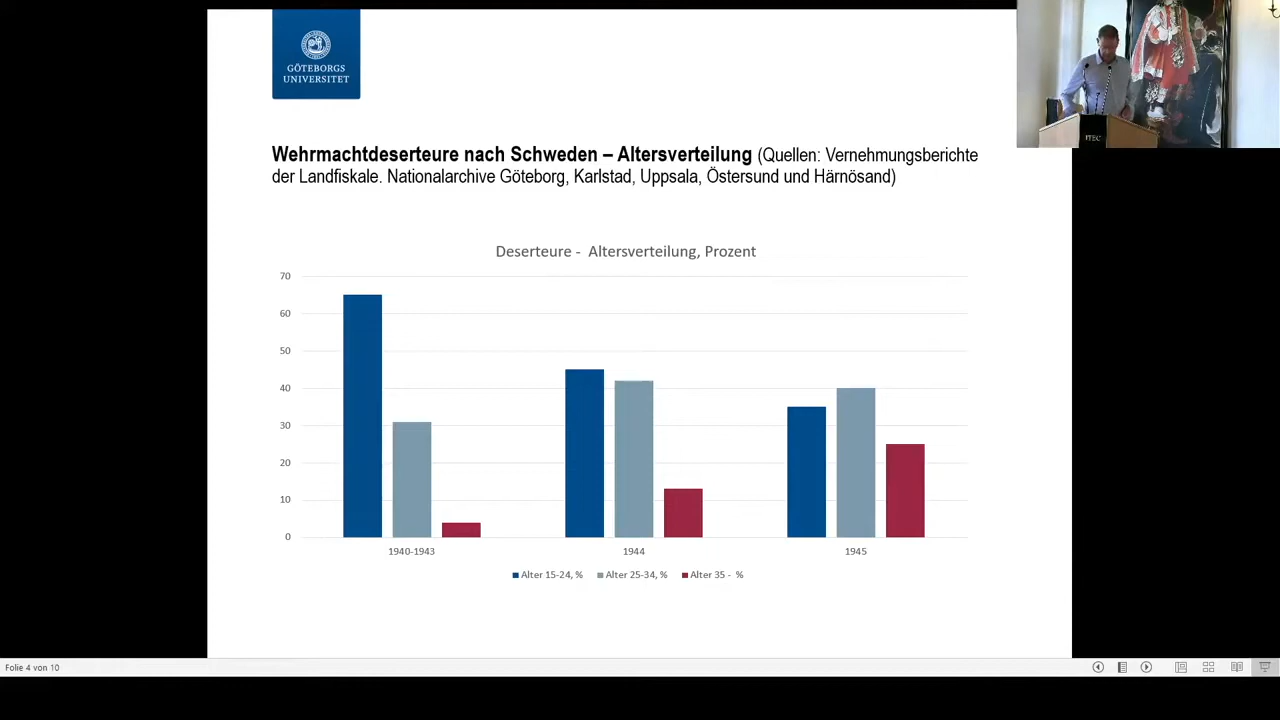 GÖTEBORGS
UNIVERSITET
ITEC
Wehrmachtdeserteure nach Schweden – Altersverteilung (Quellen: Vernehmungsberichte
der Landfiskale. Nationalarchive Göteborg, Karlstad, Uppsala, Östersund und Härnösand)
Deserteure - Altersverteilung, Prozent
70
60
50
40
30
20
10
0
1940-1943 1944 1945
Alter 15-24, % Alter 25-34, % Alter 35 - %
Folie 4 von 10